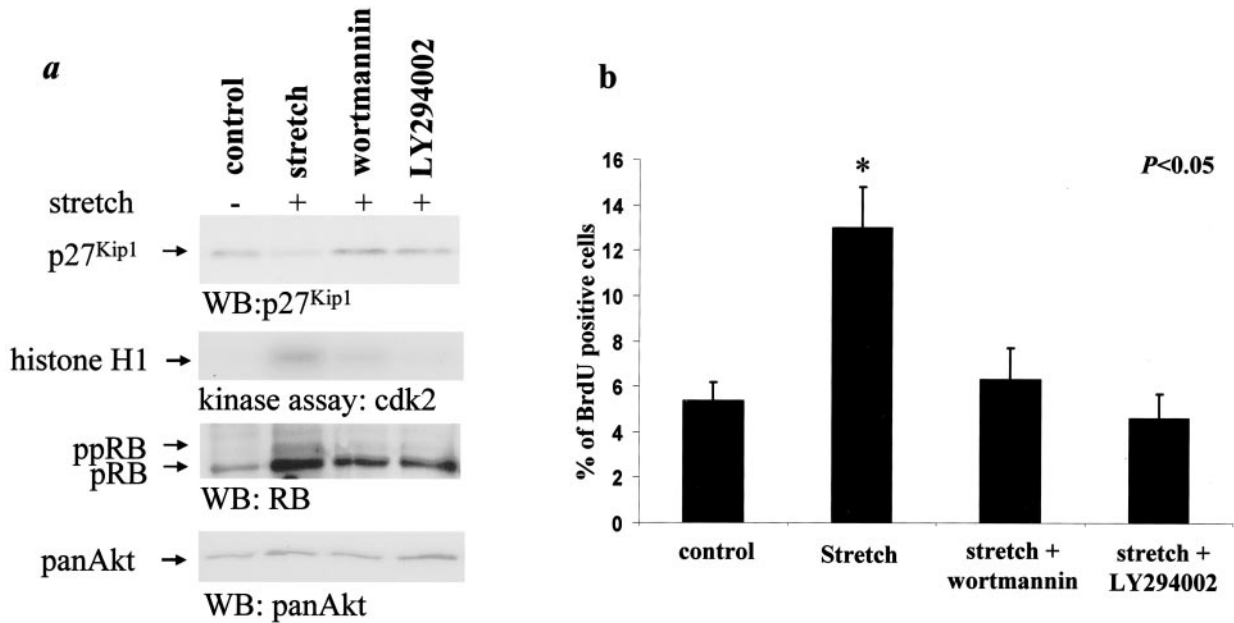 a
control
stretch
wortmannin
LY294002
stretch - + + +
p27Kip1
WB:p27Kip1
histone H1
kinase assay: cdk2
ppRB
pRB
WB: RB
panAkt
WB: panAkt
b
P<0.05
*
% of BrdU positive cells
16
14
12
10
8
6
4
2
0
control
Stretch
stretch +
wortmannin
stretch +
LY294002